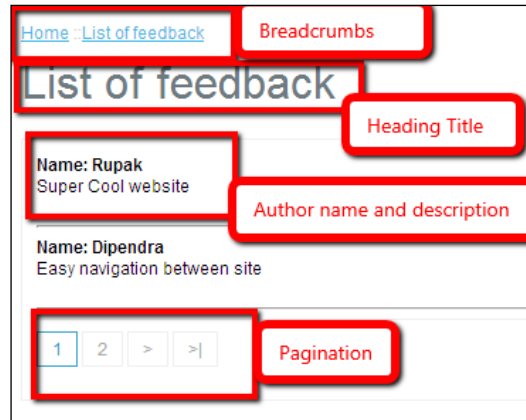 Home :: List of feedback
Breadcrumbs
List of feedback
Heading Title
Name: Rupak
Super Cool website
Author name and description
Name: Dipendra
Easy navigation between site
1 2 > >|
Pagination